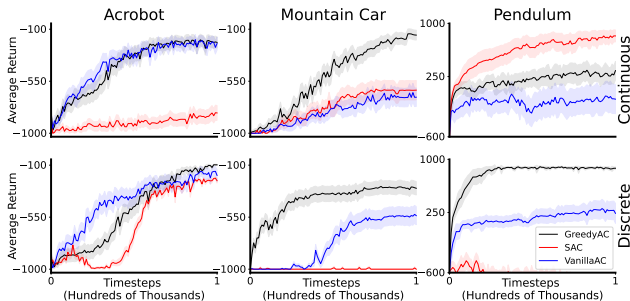 Acrobot
Mountain Car
Pendulum
Average Return
−100
−550
−1000
−100
−550
−1000
1000
250
−600
Continuous
Average Return
−100
−550
−1000
0
1
Timesteps
(Hundreds of Thousands)
−100
−550
−1000
0
1
Timesteps
(Hundreds of Thousands)
1000
250
−600
0
1
Timesteps
(Hundreds of Thousands)
GreedyAC
SAC
VanillaAC
Discrete